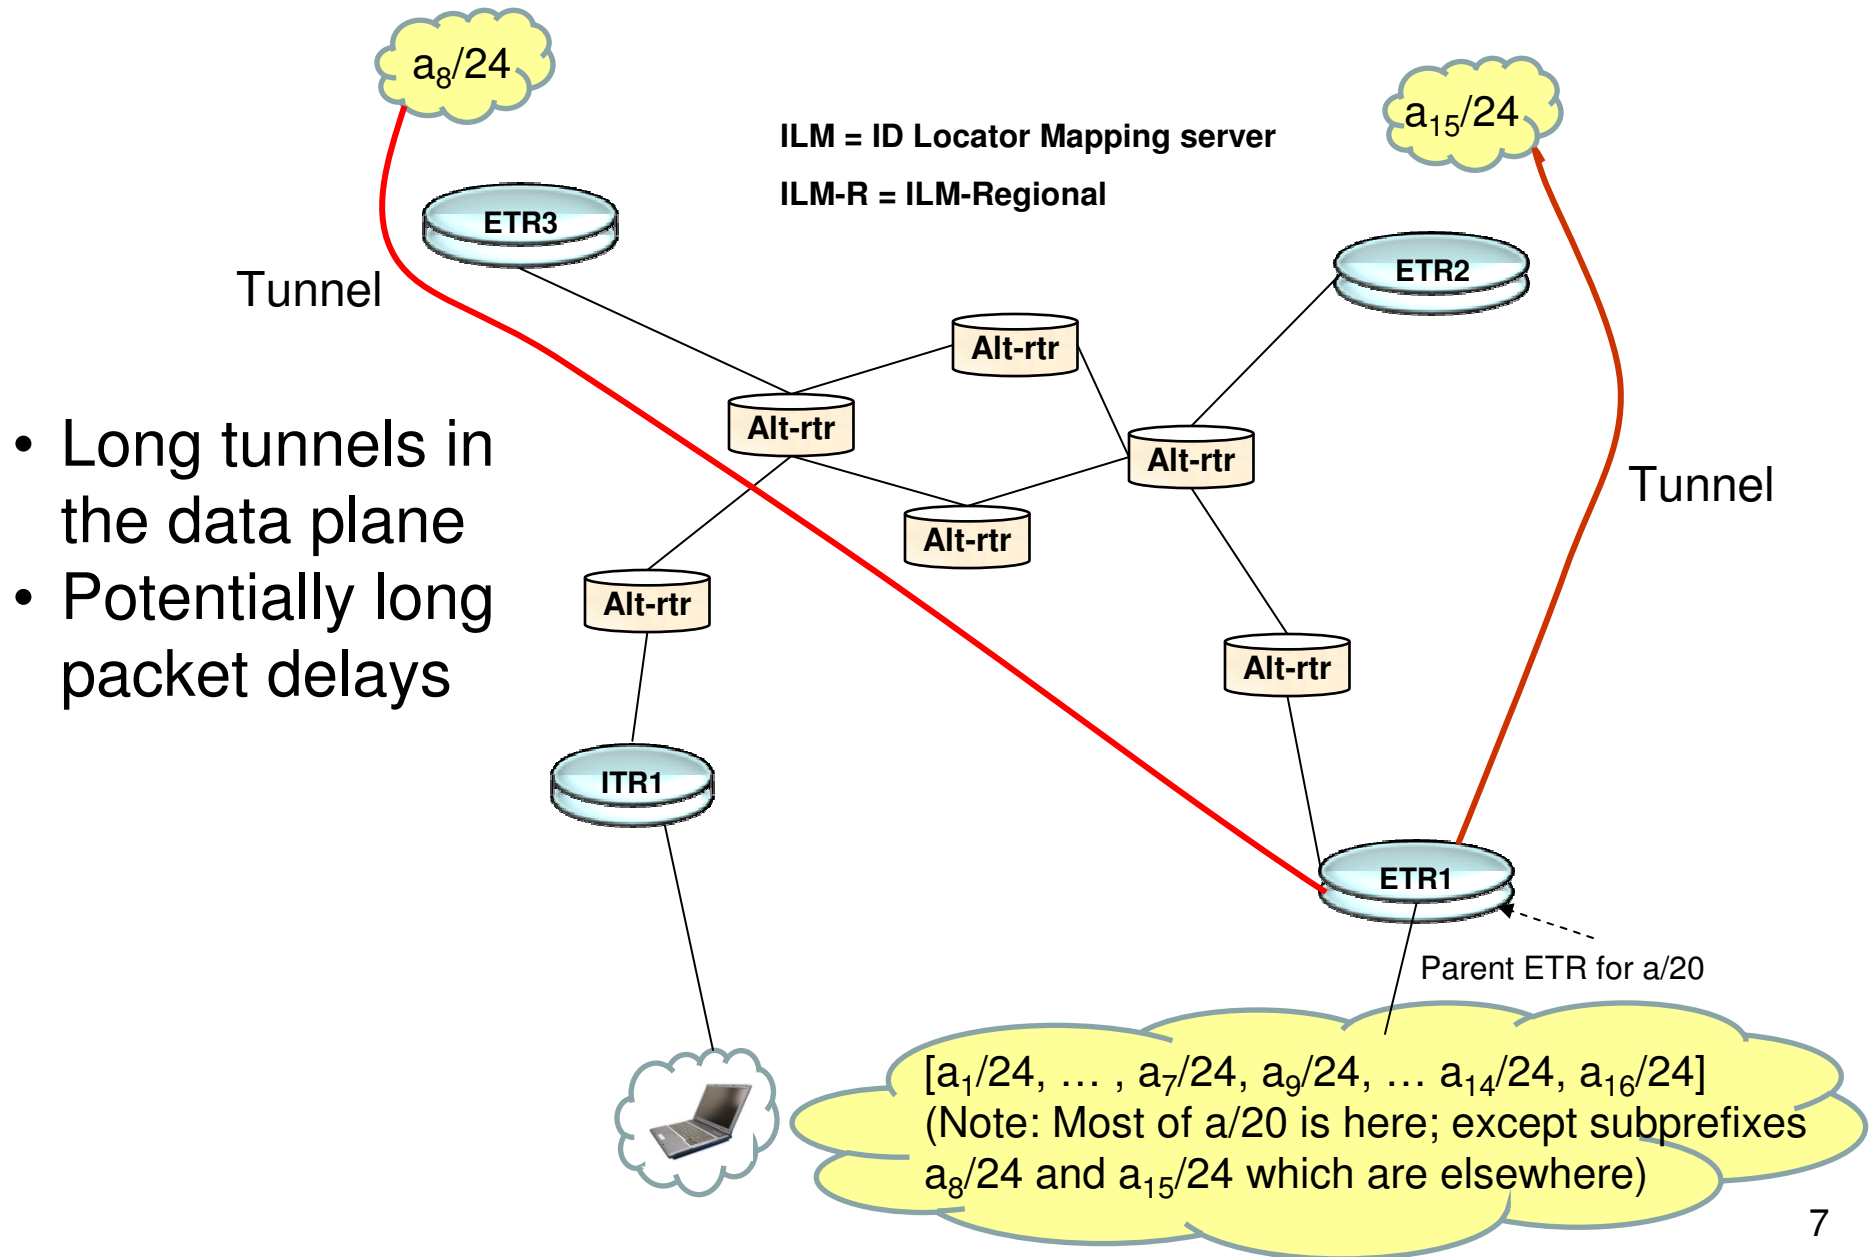 a8/24
a15/24
ILM = ID Locator Mapping server
ILM-R = ILM-Regional
ETR3
ETR2
Tunnel
Alt-rtr
Alt-rtr
Alt-rtr
Alt-rtr
Tunnel
• Long tunnels in
the data plane
• Potentially long
packet delays
Alt-rtr
Alt-rtr
ITR1
ETR1
Parent ETR for a/20
[a1/24, … , a7/24, a9/24, … a14/24, a16/24]
(Note: Most of a/20 is here; except subprefixes
a8/24 and a15/24 which are elsewhere)
7